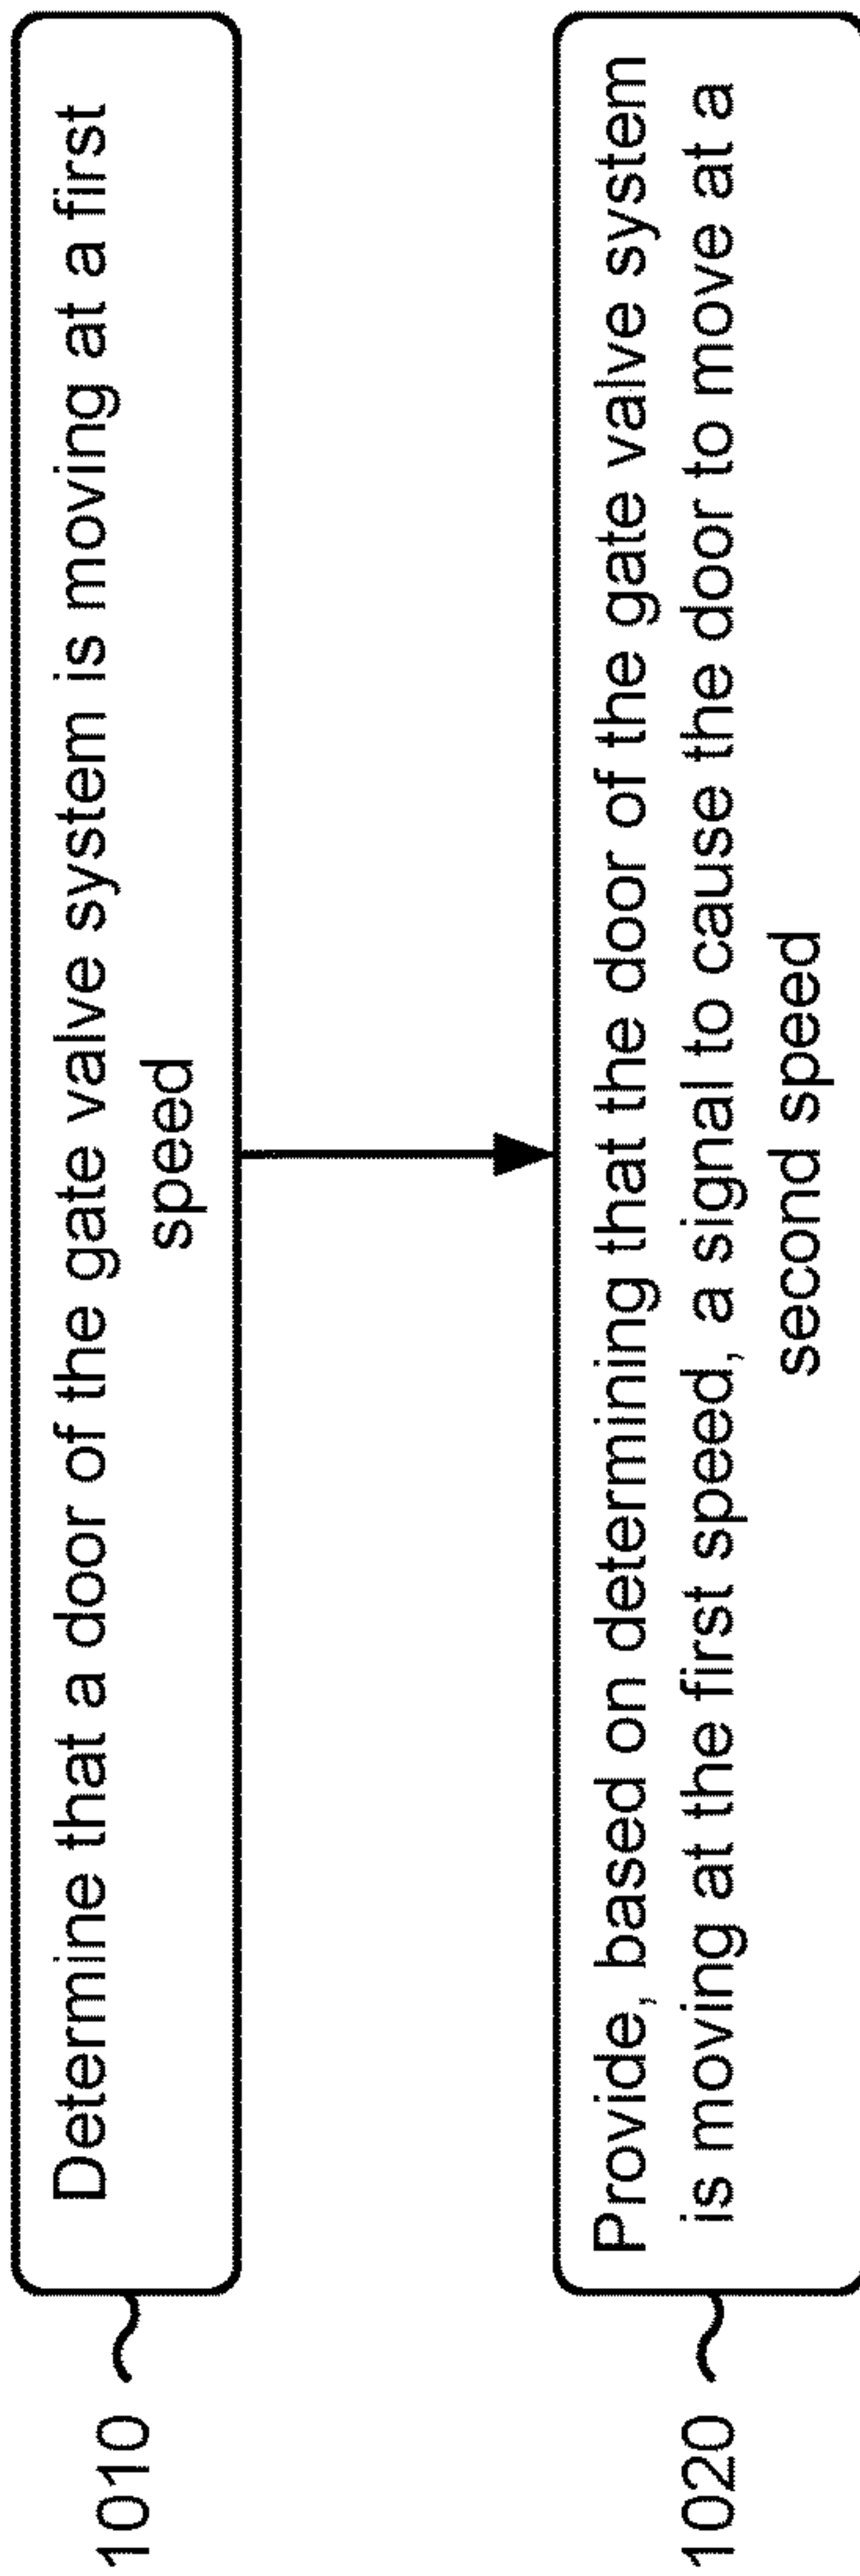 1010
Determine that a door of the gate valve system is moving at a first
speed
1020
Provide, based on determining that the door of the gate valve system
is moving at the first speed, a signal to cause the door to move at a
second speed